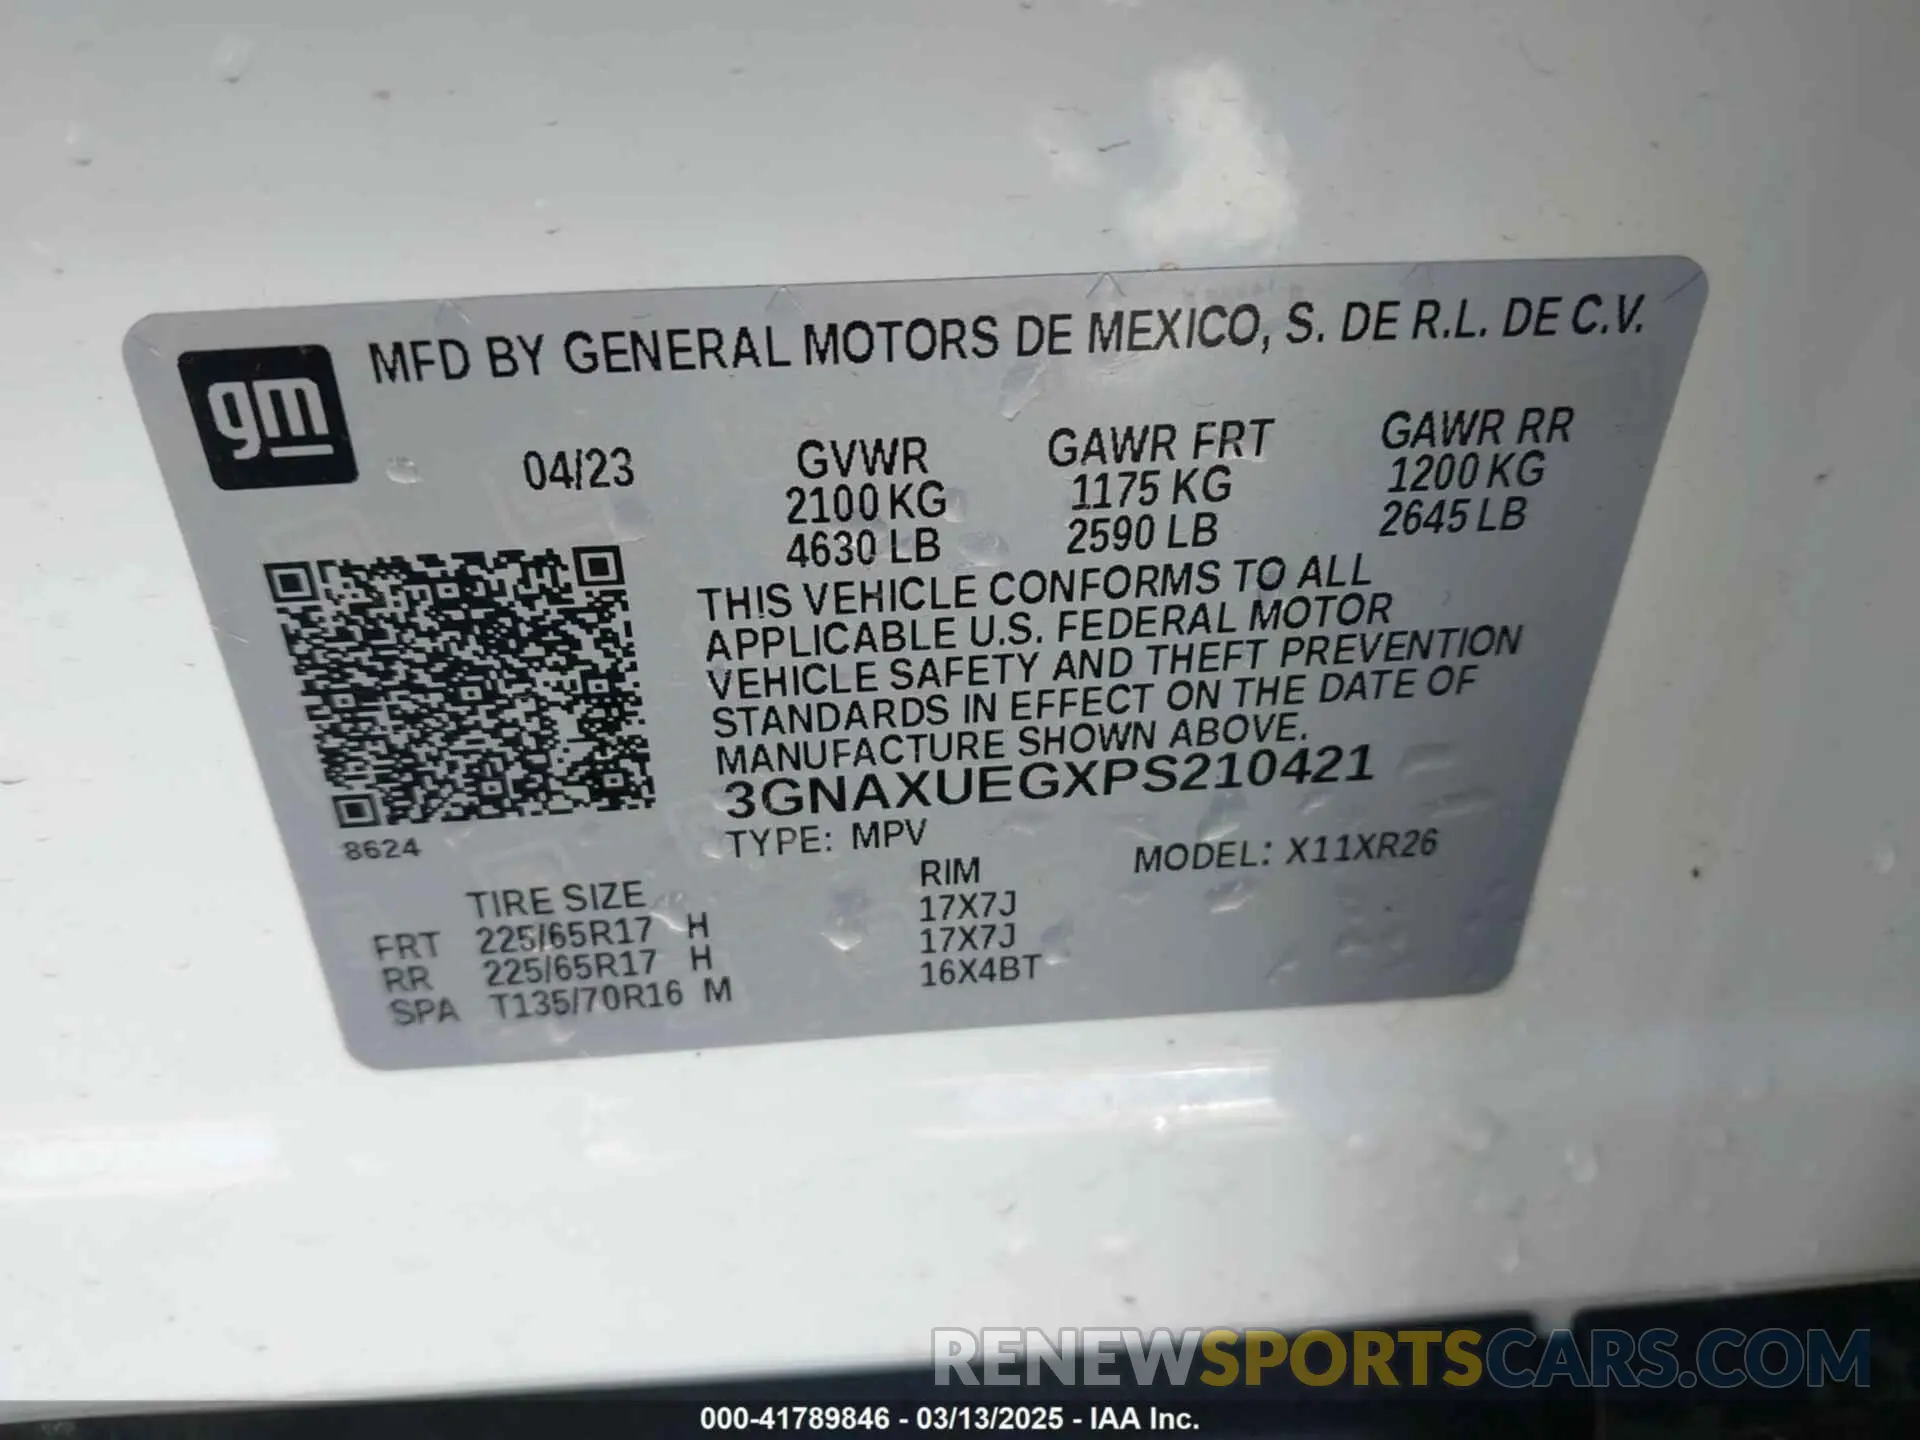 gm
MFD BY GENERAL MOTORS DE MEXICO, S. DE R.L. DE C.V.
04/23 GVWR GAWR FRT GAWR RR
2100 KG 1175 KG 1200 KG
4630 LB 2590 LB 2645 LB
THIS VEHICLE CONFORMS TO ALL
APPLICABLE U.S. FEDERAL MOTOR
VEHICLE SAFETY AND THEFT PREVENTION
STANDARDS IN EFFECT ON THE DATE OF
MANUFACTURE SHOWN ABOVE.
3GNAXUEGXPS210421
8624 TYPE: MPV MODEL: X11XR26
TIRE SIZE RIM
FRT 225/65R17 H 17X7J
RR 225/65R17 H 17X7J
SPA T135/70R16 M 16X4BT
RENEWSPORTSCARS.COM
000-41789846 - 03/13/2025 - IAA Inc.